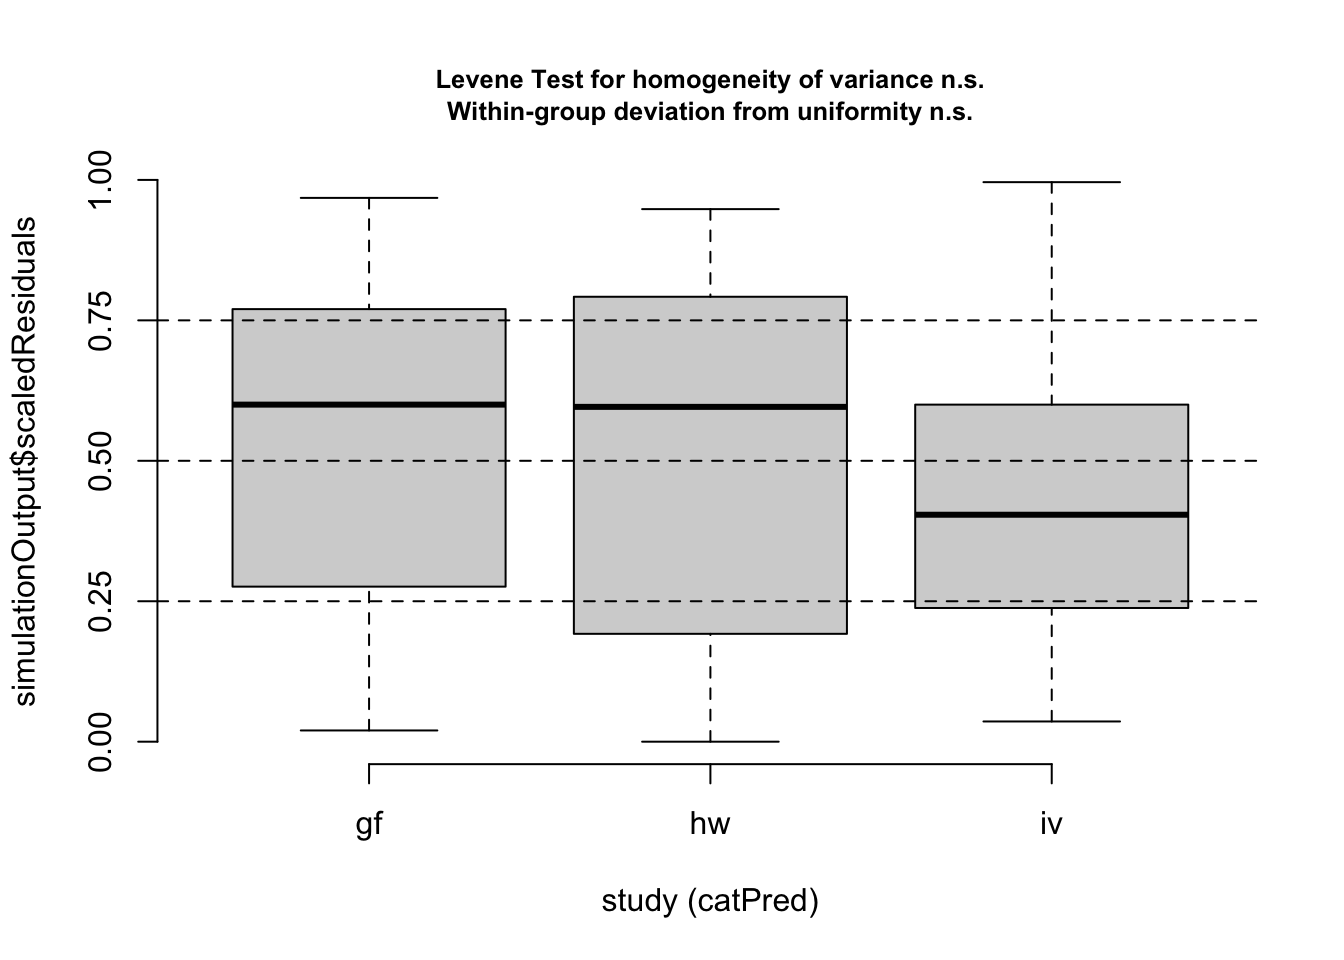 Levene Test for homogeneity of variance n.s.
Within-group deviation from uniformity n.s.
simulationOutput$scaledResiduals
1.00
0.75
0.50
0.25
0.00
gf
hw
iv
study (catPred)